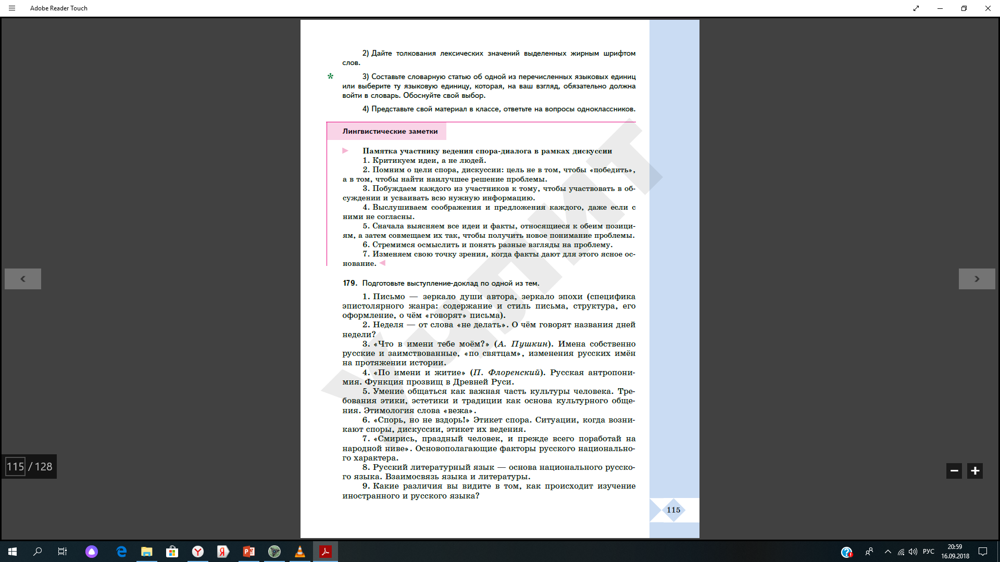 Adobe Reader Touch
2) Дайте толкования лексических значений выделенных жирным шрифтом
слов.
* 3) Составьте словарную статью об одной из перечисленных языковых единиц
или выберите ту языковую единицу, которая, на ваш взгляд, обязательно должна
войти в словарь. Обоснуйте свой выбор.
4) Представьте свой материал в классе, ответьте на вопросы одноклассников.
Лингвистические заметки
Памятка участнику ведения спора-диалога в рамках дискуссии
1. Критикуем идеи, а не людей.
2. Помним о цели спора, дискуссии: цель не в том, чтобы «победить»,
а в том, чтобы найти наилучшее решение проблемы.
3. Побуждаем каждого из участников к тому, чтобы участвовать в об-
суждении и усваивать всю нужную информацию.
4. Выслушиваем соображения и предложения каждого, даже если с
ними не согласны.
5. Сначала выясняем все идеи и факты, относящиеся к обеим позици-
ям, а затем совмещаем их так, чтобы получить новое понимание проблемы.
6. Стремимся осмыслить и понять разные взгляды на проблему.
7. Изменяем свою точку зрения, когда факты дают для этого ясное ос-
нование.
179. Подготовьте выступление-доклад по одной из тем.
1. Письмо — зеркало души автора, зеркало эпохи (специфика
эпистолярного жанра: содержание и стиль письма, структура, его
оформление, о чём «говорят» письма).
2. Неделя — от слова «не делать». О чём говорят названия дней
недели?
3. «Что в имени тебе моём?» (А. Пушкин). Имена собственно
русские и заимствованные, «по святцам», изменения русских имён
на протяжении истории.
4. «По имени и житие» (П. Флоренский). Русская антропони-
мия. Функция прозвищ в Древней Руси.
5. Умение общаться как важная часть культуры человека. Тре-
бования этики, эстетики и традиции как основа культурного обще-
ния. Этимология слова «вежа».
6. «Спорь, но не вздорь!» Этикет спора. Ситуации, когда возни-
кают споры, дискуссии, этикет их ведения.
7. «Смирись, праздный человек, и прежде всего поработай на
народной ниве». Основополагающие факторы русского национально-
го характера.
8. Русский литературный язык — основа национального русско-
го языка. Взаимосвязь языка и литературы.
9. Какие различия вы видите в том, как происходит изучение
иностранного и русского языка?
115
Учлит
115 / 128
РУС
20:59
16.09.2018